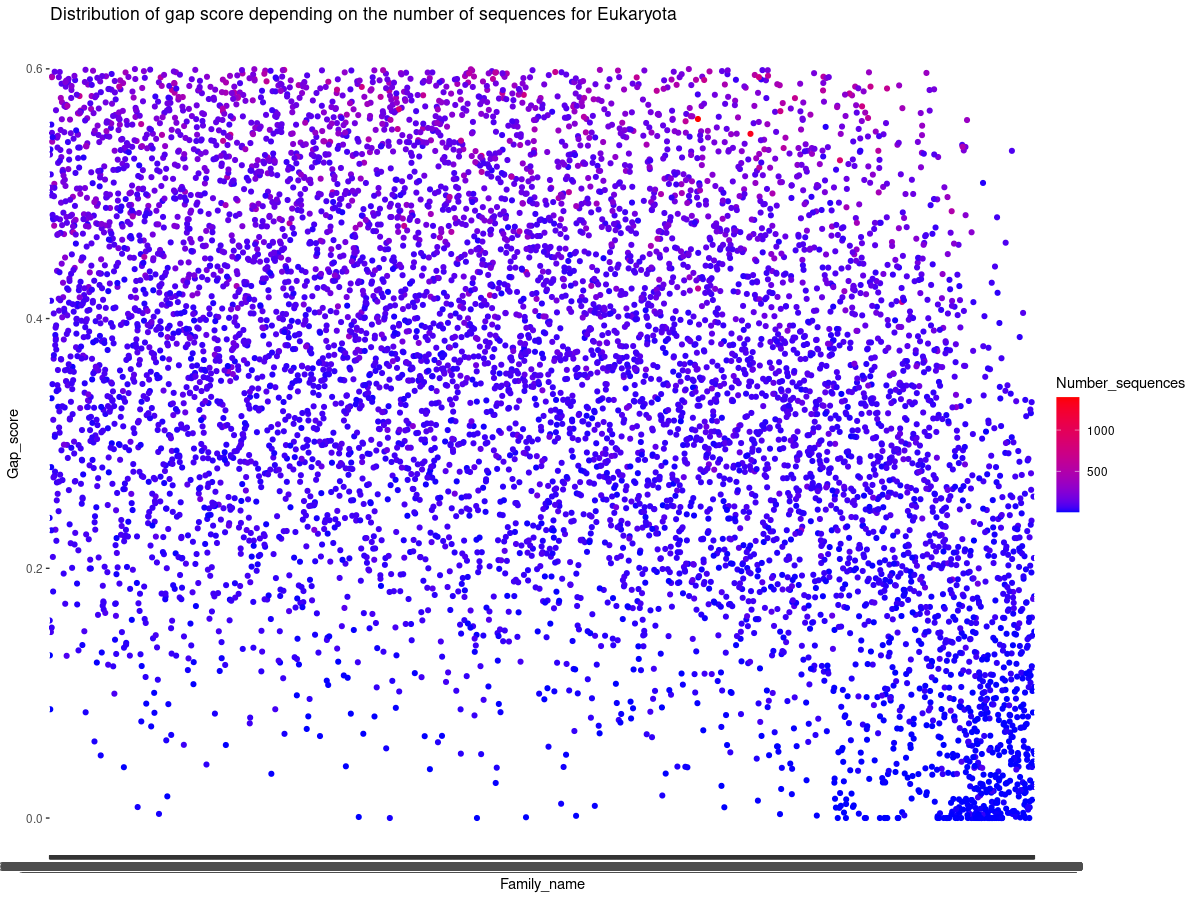 Distribution of gap score depending on the number of sequences for Eukaryota
0.6
0.4
0.2
0.0
Gap_score
Family_name
Number_sequences
1000
500